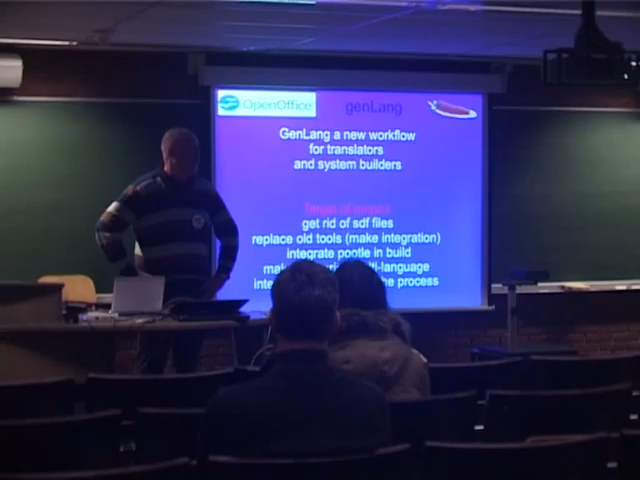 OpenOffice
genLang
GenLang a new workflow
for translators
and system builders
get rid of sdf files
replace old tools (make integration)
integrate pootle in build
-language
the process